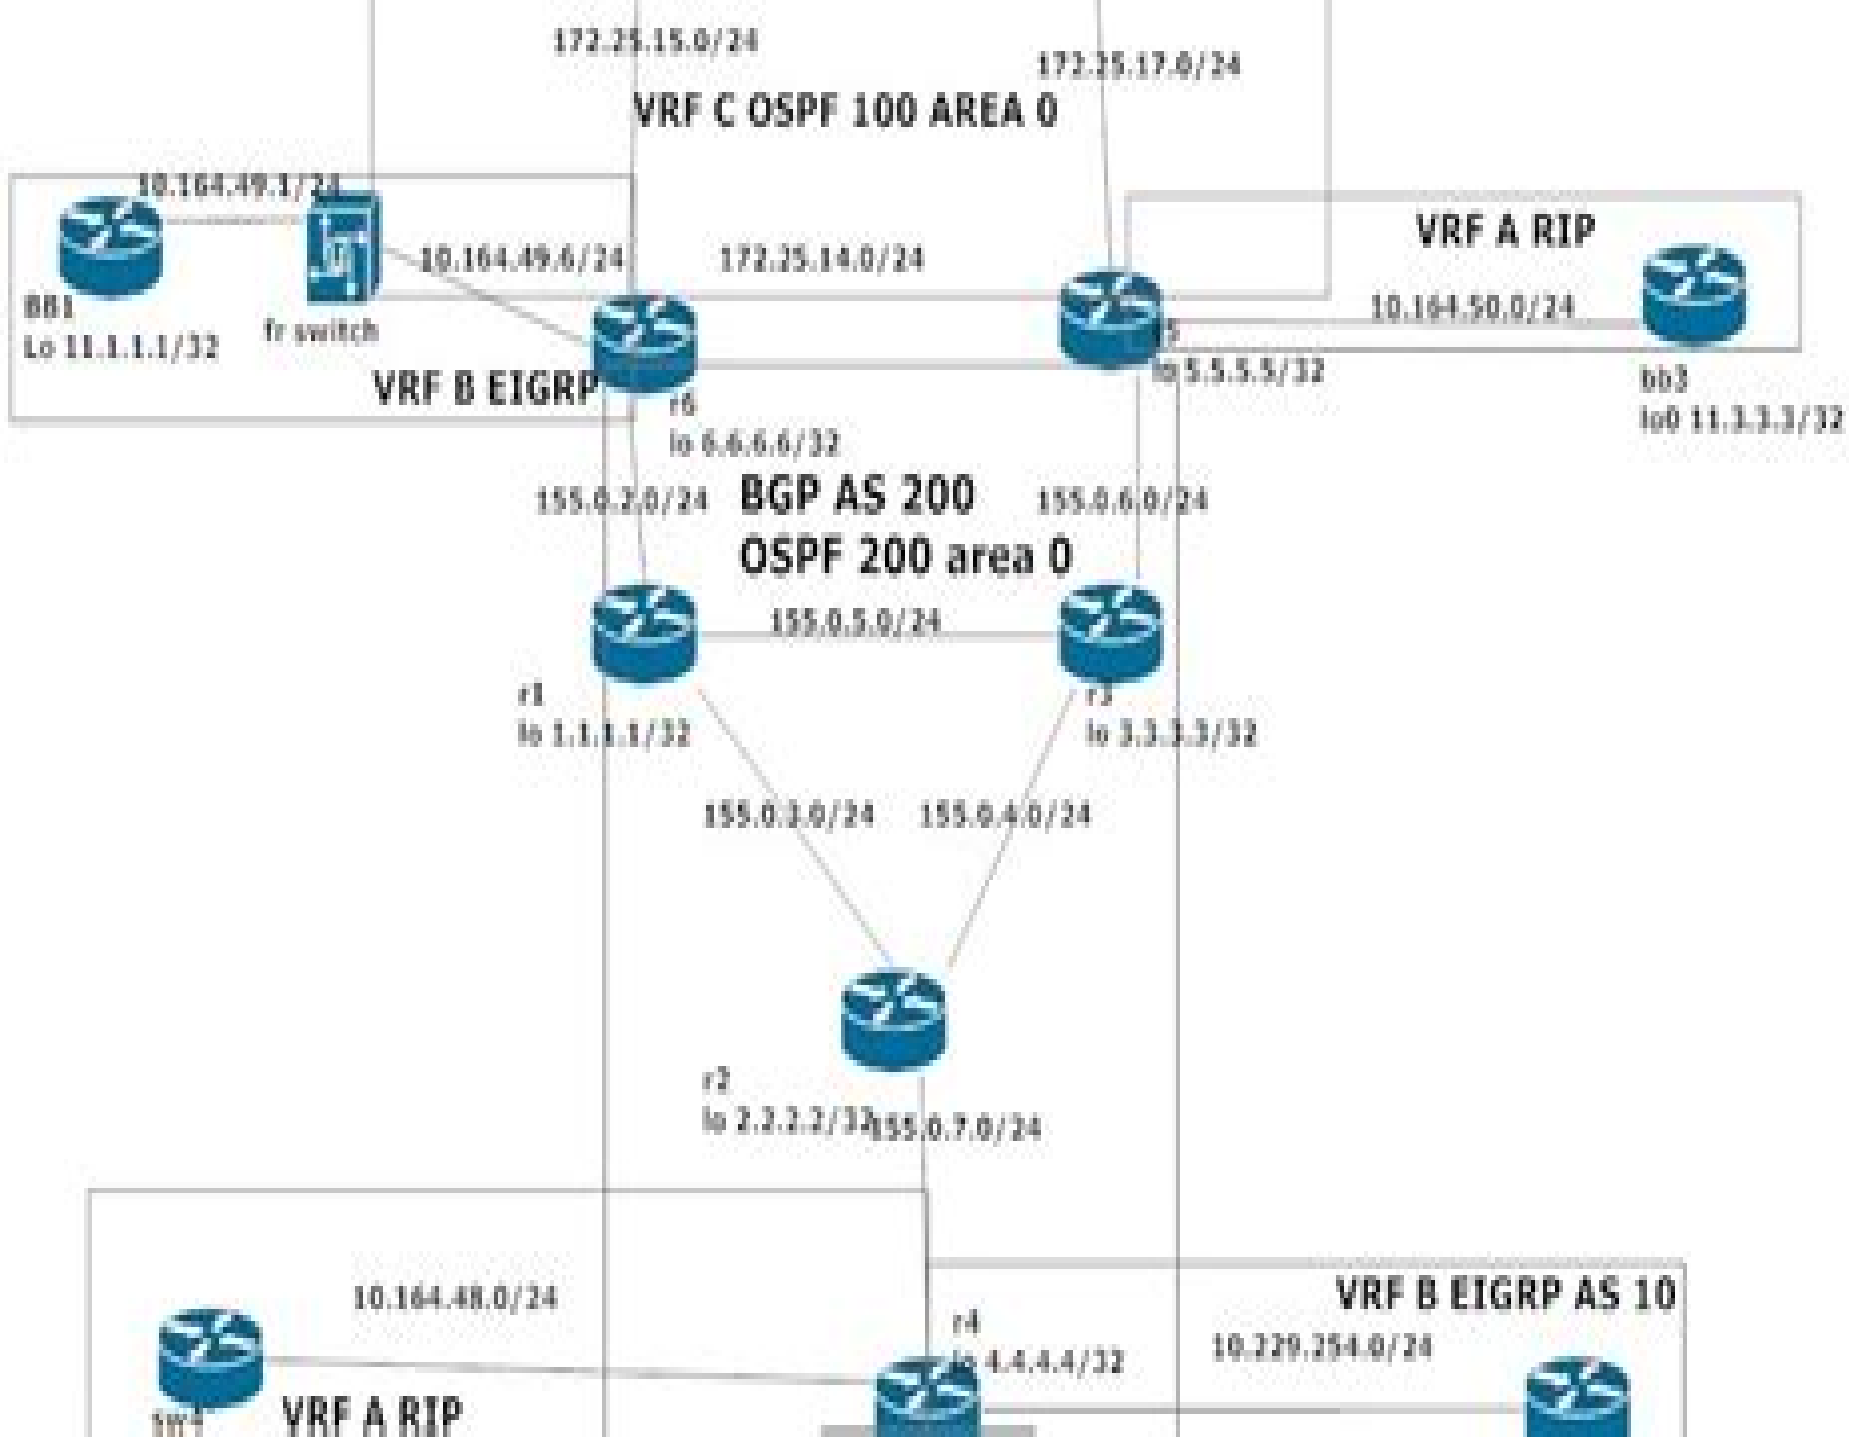 172.25.15.0/24
172.25.17.0/24
VRF C OSPF 100 AREA 0
10.164.49.1/24
VRF A RIP
10.164.49.6/24
172.25.14.0/24
10.164.50.0/24
BB1
Lo 11.1.1.1/32
fr switch
lo 5.5.5.5/32
VRF B EIGRP
bb3
lo0 11.3.3.3/32
r6
lo 6.6.6.6/32
155.0.2.0/24
BGP AS 200
155.0.6.0/24
OSPF 200 area 0
155.0.5.0/24
r1
lo 1.1.1.1/32
r3
lo 3.3.3.3/32
155.0.3.0/24
155.0.4.0/24
r2
lo 2.2.2.2/32
155.0.7.0/24
10.164.48.0/24
VRF B EIGRP AS 10
r4
lo 4.4.4.4/32
10.229.254.0/24
VRF A RIP